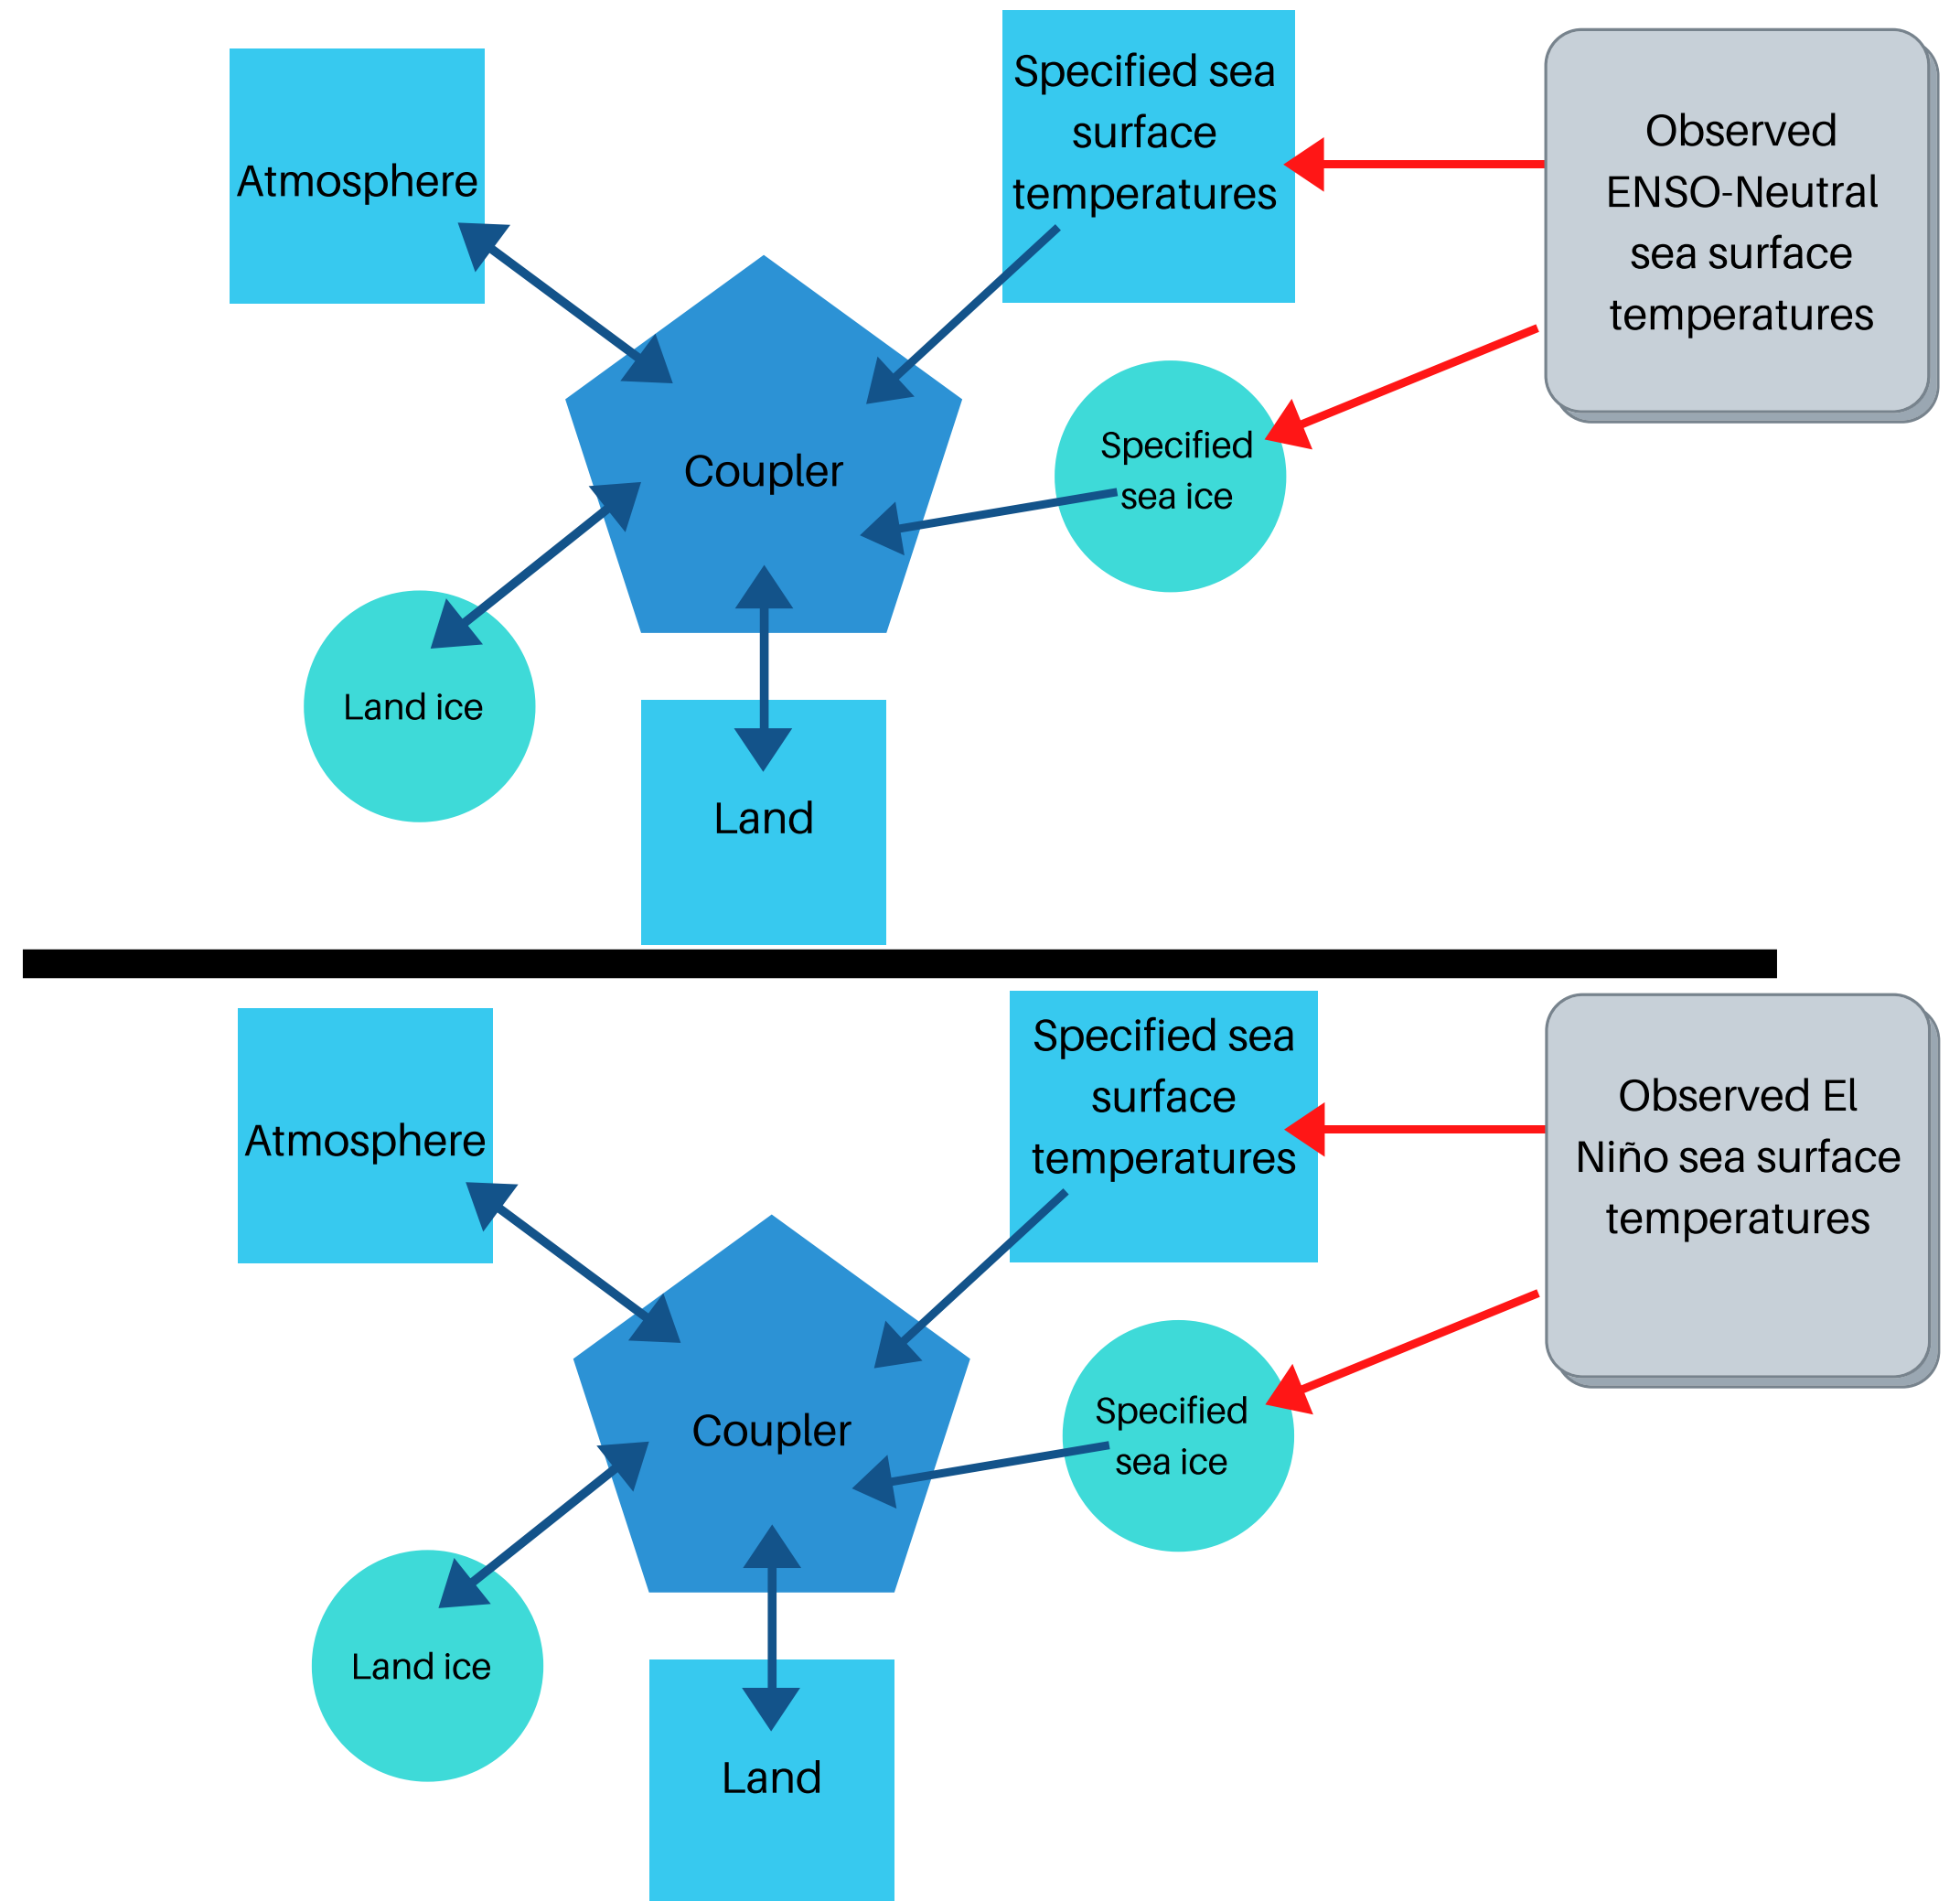 Atmosphere
Specified sea
surface
temperatures
Observed
ENSO-Neutral
sea surface
temperatures
Coupler
Specified
sea ice
Land ice
Land
Atmosphere
Specified sea
surface
temperatures
Observed El
Niño sea surface
temperatures
Coupler
Specified
sea ice
Land ice
Land